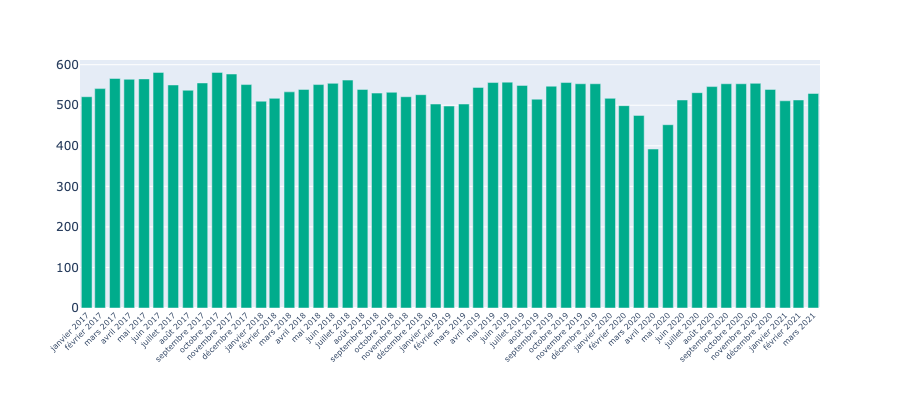 600
500
400
300
200
100
0
janvier 2017
février 2017
mars 2017
avril 2017
mai 2017
juin 2017
juillet 2017
août 2017
septembre 2017
octobre 2017
novembre 2017
décembre 2017
janvier 2018
février 2018
mars 2018
avril 2018
mai 2018
juin 2018
juillet 2018
août 2018
septembre 2018
octobre 2018
novembre 2018
décembre 2018
janvier 2019
février 2019
mars 2019
avril 2019
mai 2019
juin 2019
juillet 2019
août 2019
septembre 2019
octobre 2019
novembre 2019
décembre 2019
janvier 2020
février 2020
mars 2020
avril 2020
mai 2020
juin 2020
juillet 2020
août 2020
septembre 2020
octobre 2020
novembre 2020
décembre 2020
janvier 2021
février 2021
mars 2021